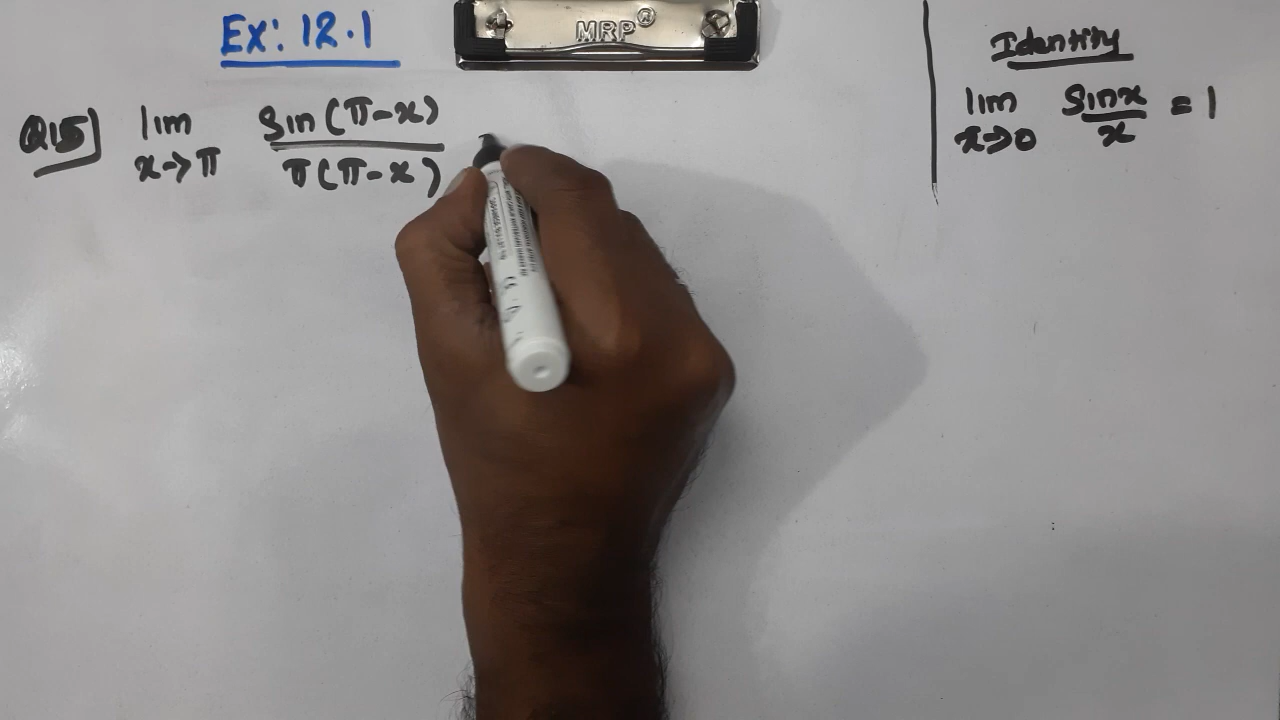 Ex: 12.1
MRP®
Q15] lim x→π sin(π-x) / π(π-x)
Identity
lim x→0 sinx / x = 1